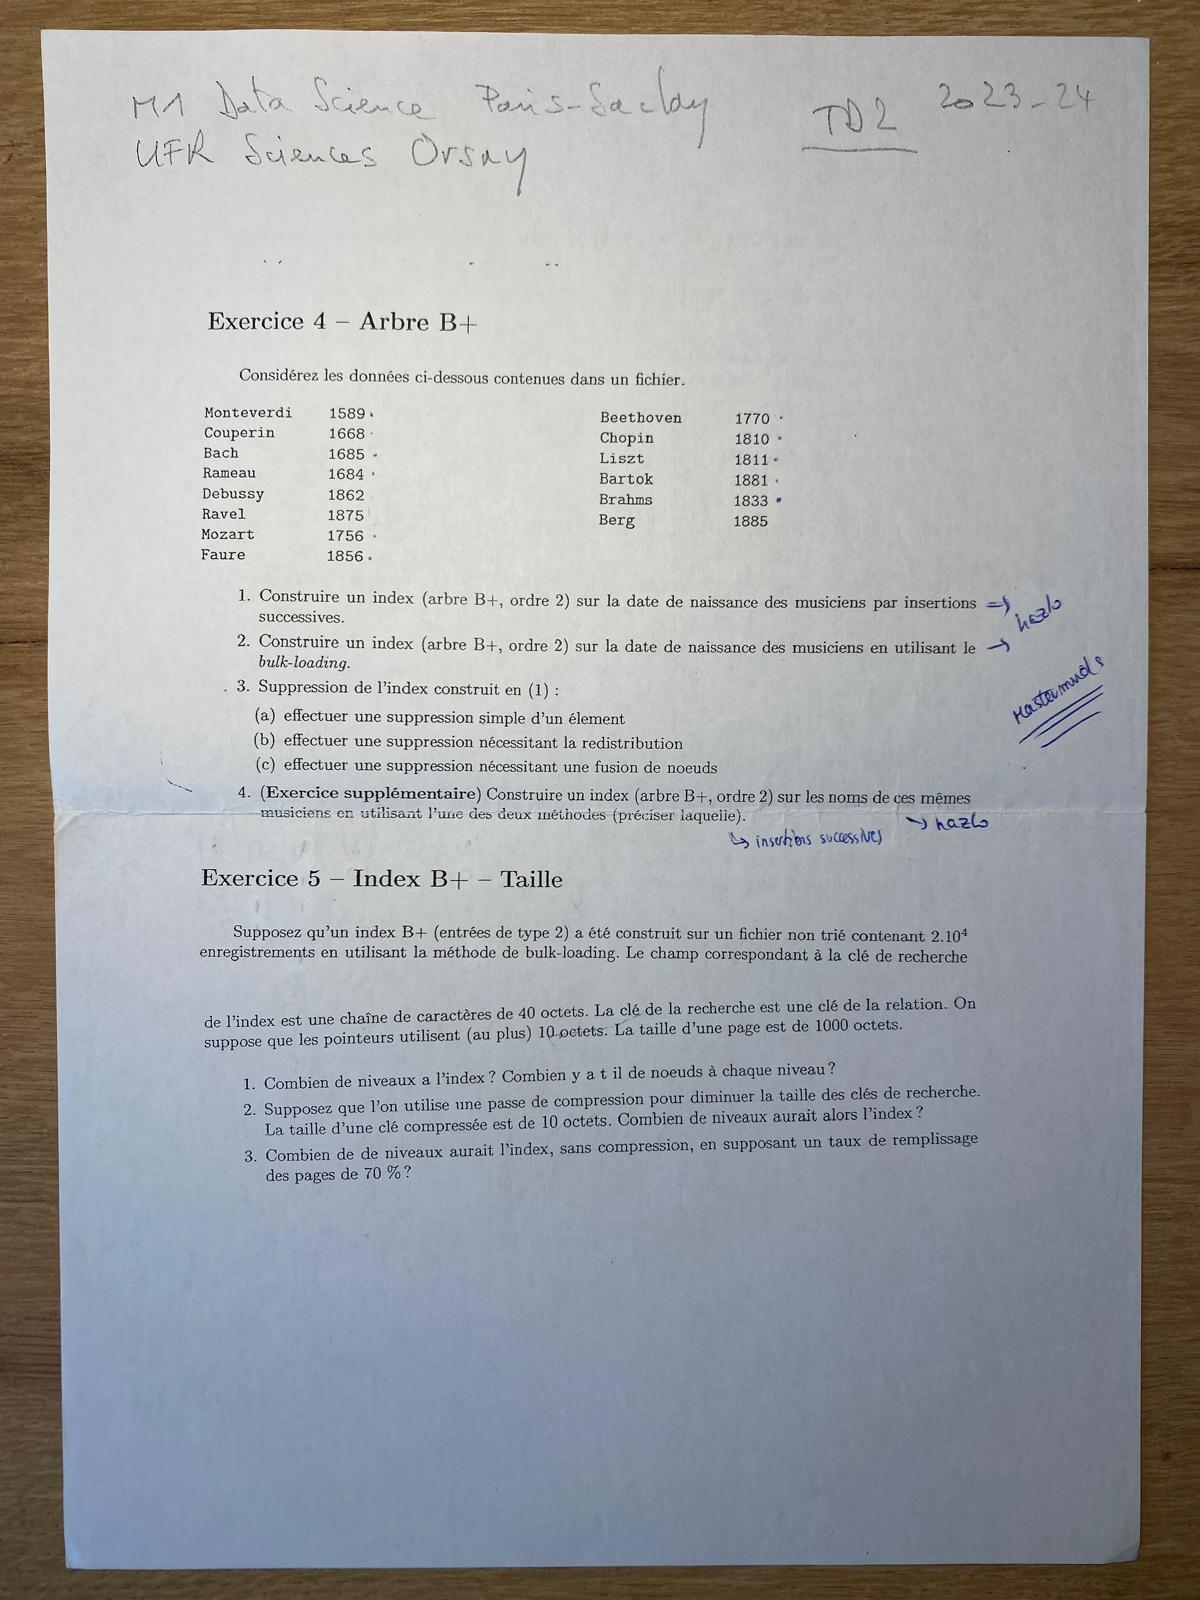 M1 Data Science Paris-Saclay TD2 2023-24
UFR Sciences Orsay
Exercice 4 – Arbre B+
Considérez les données ci-dessous contenues dans un fichier.
Monteverdi 1589
Couperin 1668
Bach 1685
Rameau 1684
Debussy 1862
Ravel 1875
Mozart 1756
Faure 1856
Beethoven 1770
Chopin 1810
Liszt 1811
Bartok 1881
Brahms 1833
Berg 1885
1. Construire un index (arbre B+, ordre 2) sur la date de naissance des musiciens par insertions
successives.
2. Construire un index (arbre B+, ordre 2) sur la date de naissance des musiciens en utilisant le
bulk-loading.
→ hazlo
3. Suppression de l'index construit en (1) :
Masterminds
(a) effectuer une suppression simple d'un élement
(b) effectuer une suppression nécessitant la redistribution
(c) effectuer une suppression nécessitant une fusion de noeuds
4. (Exercice supplémentaire) Construire un index (arbre B+, ordre 2) sur les noms de ces mêmes
musiciens en utilisant l'une des deux méthodes (préciser laquelle).
→ hazlo
↳ insertions successives
Exercice 5 – Index B+ – Taille
Supposez qu'un index B+ (entrées de type 2) a été construit sur un fichier non trié contenant 2.10⁴
enregistrements en utilisant la méthode de bulk-loading. Le champ correspondant à la clé de recherche
de l'index est une chaîne de caractères de 40 octets. La clé de la recherche est une clé de la relation. On
suppose que les pointeurs utilisent (au plus) 10 octets. La taille d'une page est de 1000 octets.
1. Combien de niveaux a l'index ? Combien y a t il de noeuds à chaque niveau ?
2. Supposez que l'on utilise une passe de compression pour diminuer la taille des clés de recherche.
La taille d'une clé compressée est de 10 octets. Combien de niveaux aurait alors l'index ?
3. Combien de de niveaux aurait l'index, sans compression, en supposant un taux de remplissage
des pages de 70 % ?